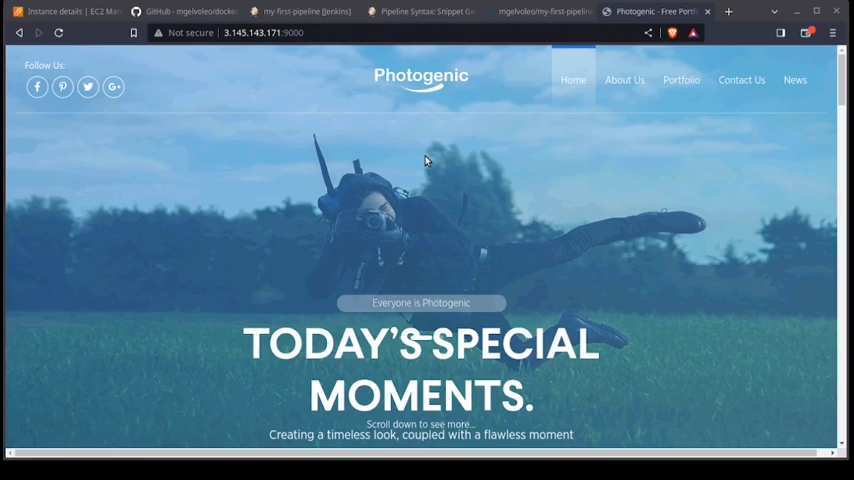 Instance details | EC2 Man
GitHub - mgelvoleo/docker
my-first-pipeline [Jenkins]
Pipeline Syntax: Snippet Ge
mgelvoleo/my-first-pipelin
Photogenic - Free Portfo
Not secure
3.145.143.171:9000
Follow Us:
Photogenic
Home
About Us
Portfolio
Contact Us
News
Everyone is Photogenic
TODAY'S SPECIAL
MOMENTS.
Scroll down to see more...
Creating a timeless look, coupled with a flawless moment